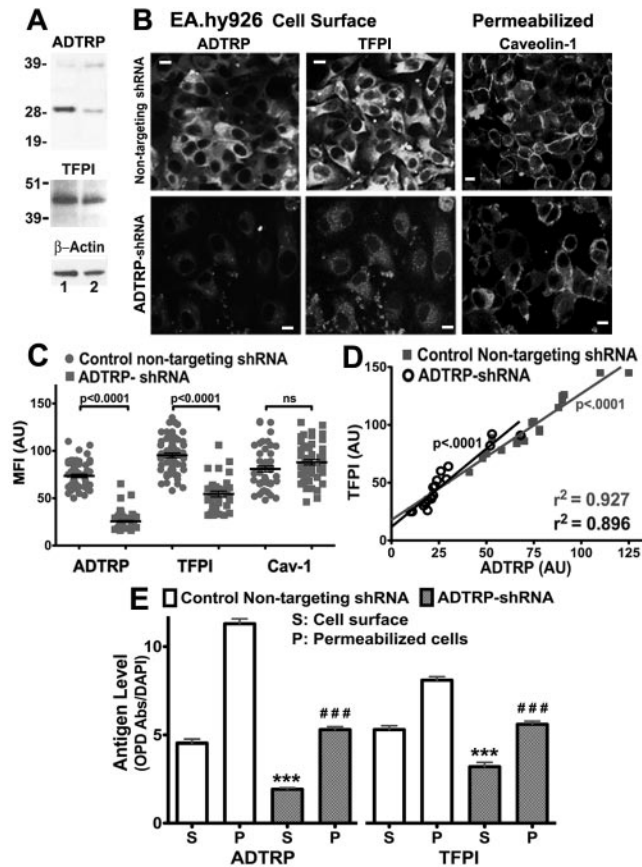 A
ADTRP
39-
28-
19-
TFPI
51-
39-
β-Actin
1 2
B EA.hy926 Cell Surface Permeabilized
ADTRP TFPI Caveolin-1
Non-targeting shRNA
ADTRP-shRNA
C
Control non-targeting shRNA
ADTRP- shRNA
p<0.0001 p<0.0001 ns
150
100
50
0
MFI (AU)
ADTRP TFPI Cav-1
D
Control Non-targeting shRNA
ADTRP-shRNA
150
100
50
0
TFPI (AU)
p<.0001
p<.0001
r² = 0.927
r² = 0.896
0 25 50 75 100 125
ADTRP (AU)
E
Control Non-targeting shRNA ADTRP-shRNA
S: Cell surface
P: Permeabilized cells
10
5
0
Antigen Level
(OPD Abs/DAPI)
*** ### *** ###
S P S P S P S P
ADTRP TFPI